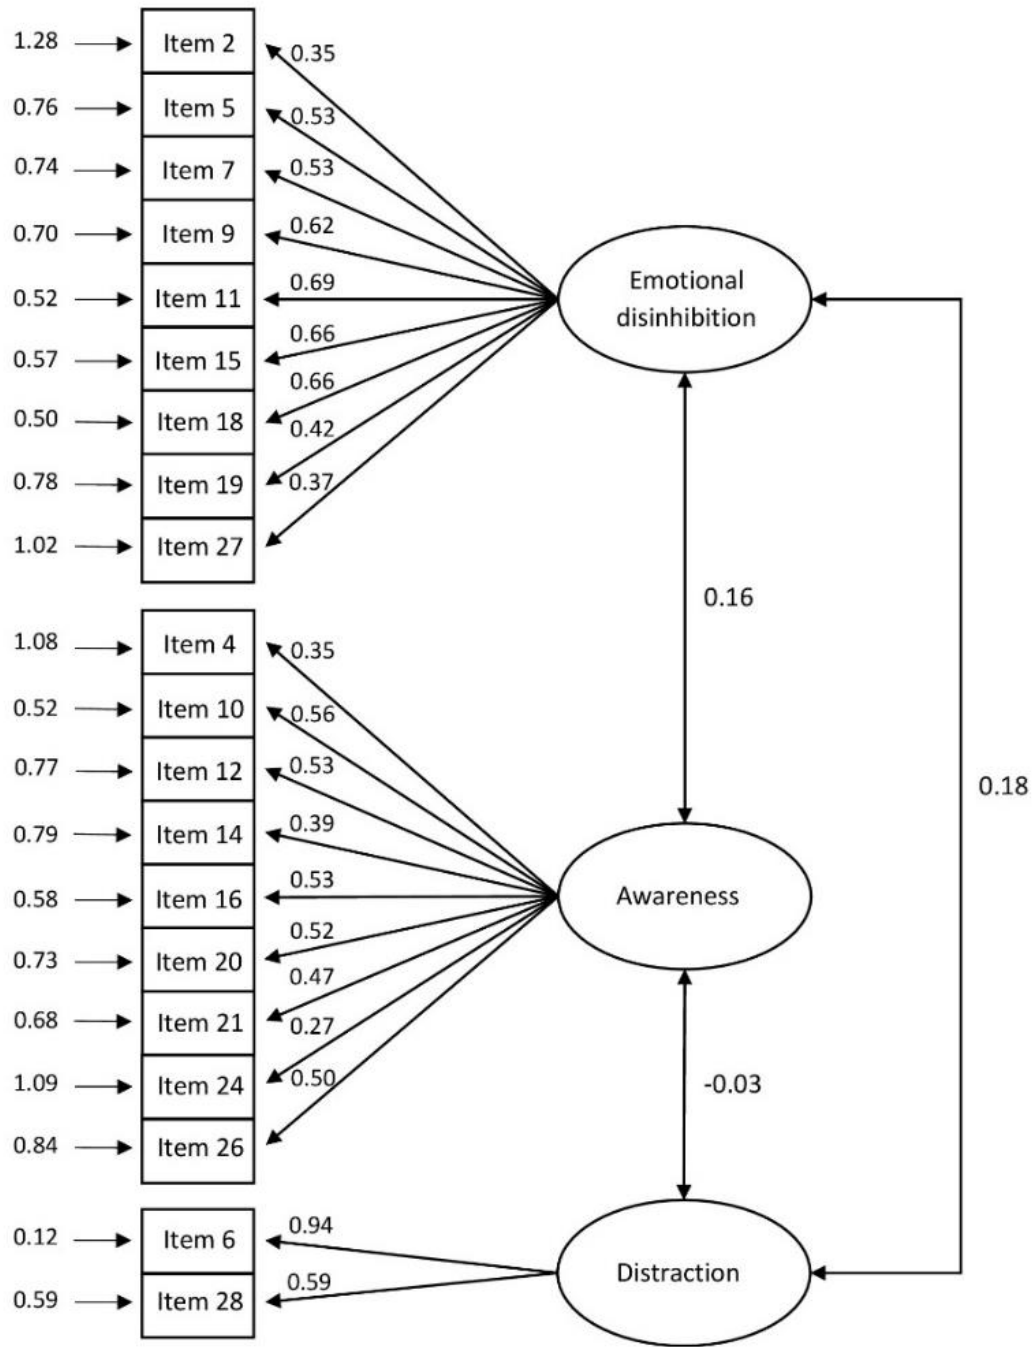 1.28 Item 2 0.35
0.76 Item 5 0.53
0.74 Item 7 0.53
0.70 Item 9 0.62
0.52 Item 11 0.69
0.57 Item 15 0.66
0.50 Item 18 0.66
0.78 Item 19 0.42
1.02 Item 27 0.37
Emotional
disinhibition
0.16
1.08 Item 4 0.35
0.52 Item 10 0.56
0.77 Item 12 0.53
0.79 Item 14 0.39
0.58 Item 16 0.53
0.73 Item 20 0.52
0.68 Item 21 0.47
1.09 Item 24 0.27
0.84 Item 26 0.50
Awareness
0.18
-0.03
0.12 Item 6 0.94
0.59 Item 28 0.59
Distraction